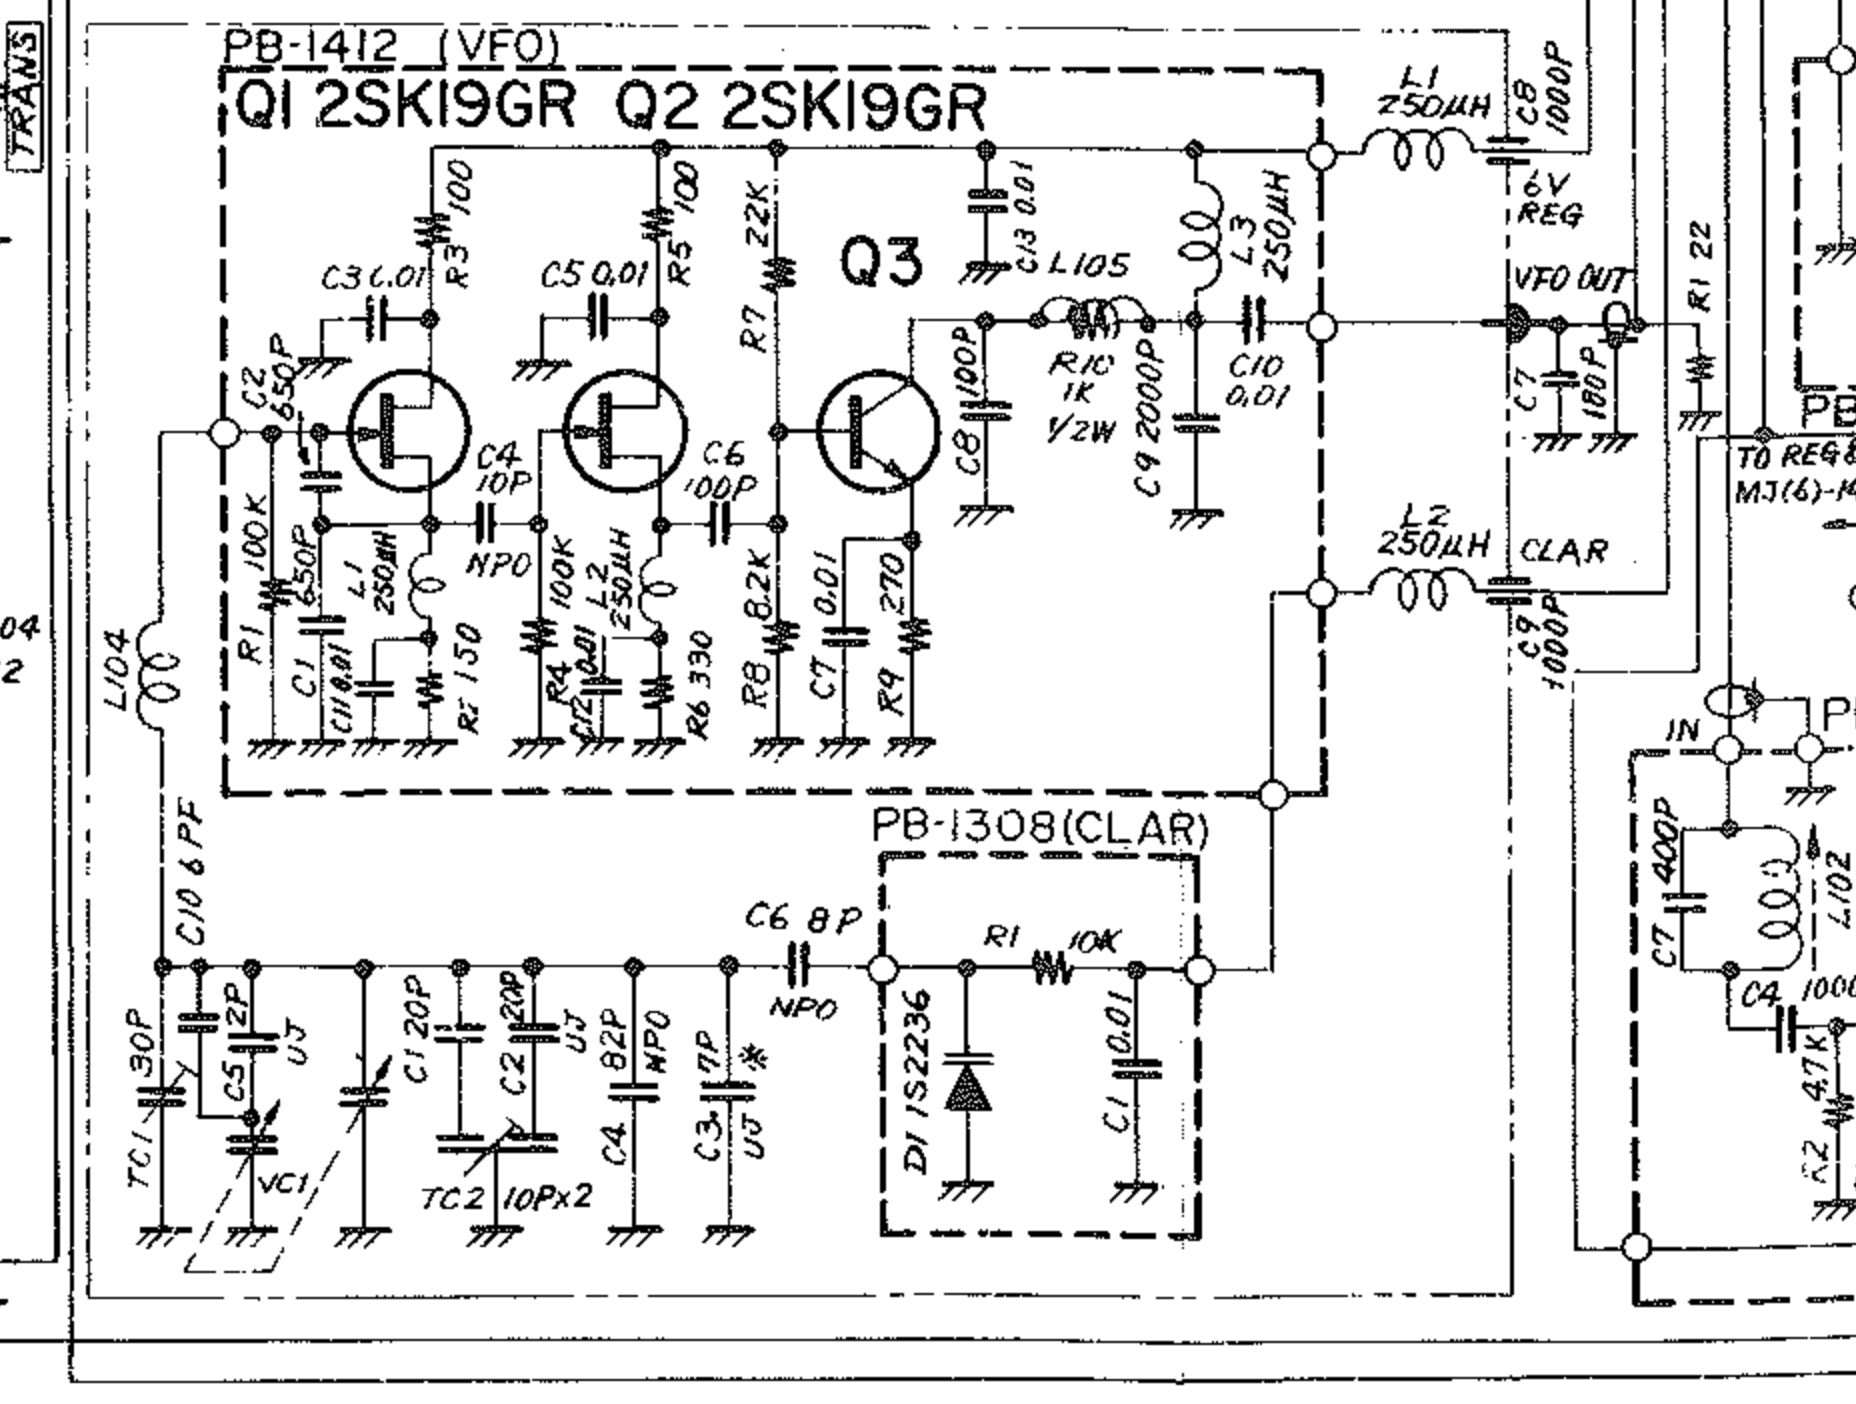 TRANS
PB-1412 (VFO)
Q1 2SK19GR Q2 2SK19GR
Q3
R3 100
R5 100
R7 22K
C13 0.01
L3 250µH
L1 250µH
C8 1000P
6V REG
C3 0.01
C5 0.01
L105
R10 1K 1/2W
C8 100P
C9 2000P
C10 0.01
VFO OUT
C7 180P
R1 22
C2 650P
C4 10P
NPO
C6 100P
R1 100K
C1 650P
L1 250µH
C11 0.01
150
R4 100K
L2 250µH
C12 0.01
R6 330
R8 8.2K
C7 0.01
R9 270
L2 250µH
CLAR
C9 1000P
TO REG
MJ(6)-14
04
2
L104
IN
PB-1308(CLAR)
C10 6PF
C6 8P
NPO
R1 10K
D1 1S2236
C1 0.01
TC1 30P
C5 2P UJ
VC1
C1 20P
C2 20P UJ
TC2 10Px2
C4 82P NPO
C3 7P UJ ※
C7 400P
L102
C4
R2 4.7K